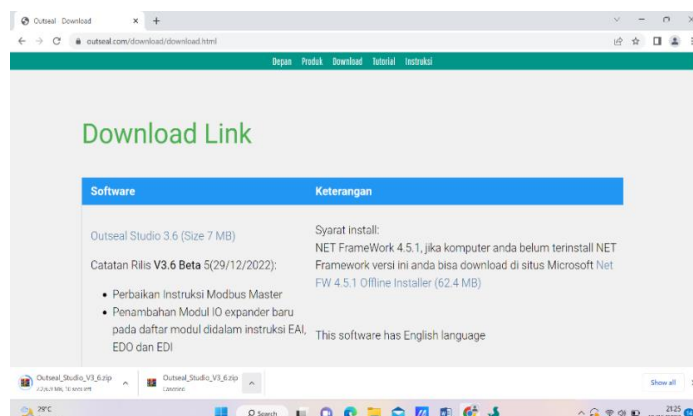 Outseal Download
outseal.com/download/download.html
Depan Produk Download Tutorial Instruksi
Download Link
Software Keterangan
Outseal Studio 3.6 (Size 7 MB)
Catatan Rilis V3.6 Beta 5(29/12/2022):
Perbaikan Instruksi Modbus Master
Penambahan Modul IO expander baru
pada daftar modul didalam instruksi EAI,
EDO dan EDI
Syarat install:
NET FrameWork 4.5.1, jika komputer anda belum terinstall NET
Framework versi ini anda bisa download di situs Microsoft Net
FW 4.5.1 Offline Installer (62.4 MB)
This software has English language
Outseal_Studio_V3_6.zip
Outseal_Studio_V3_6.zip
Canceled
Show all
29°C
Search
21:25